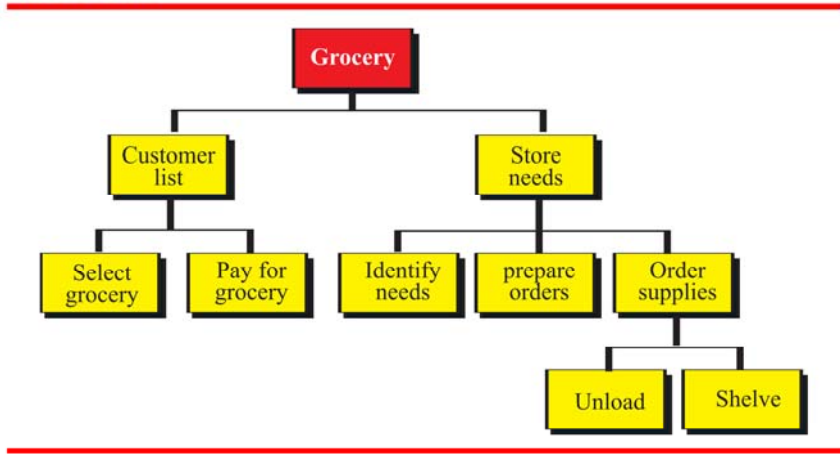 Grocery
Customer
list
Store
needs
Select
grocery
Pay for
grocery
Identify
needs
prepare
orders
Order
supplies
Unload
Shelve